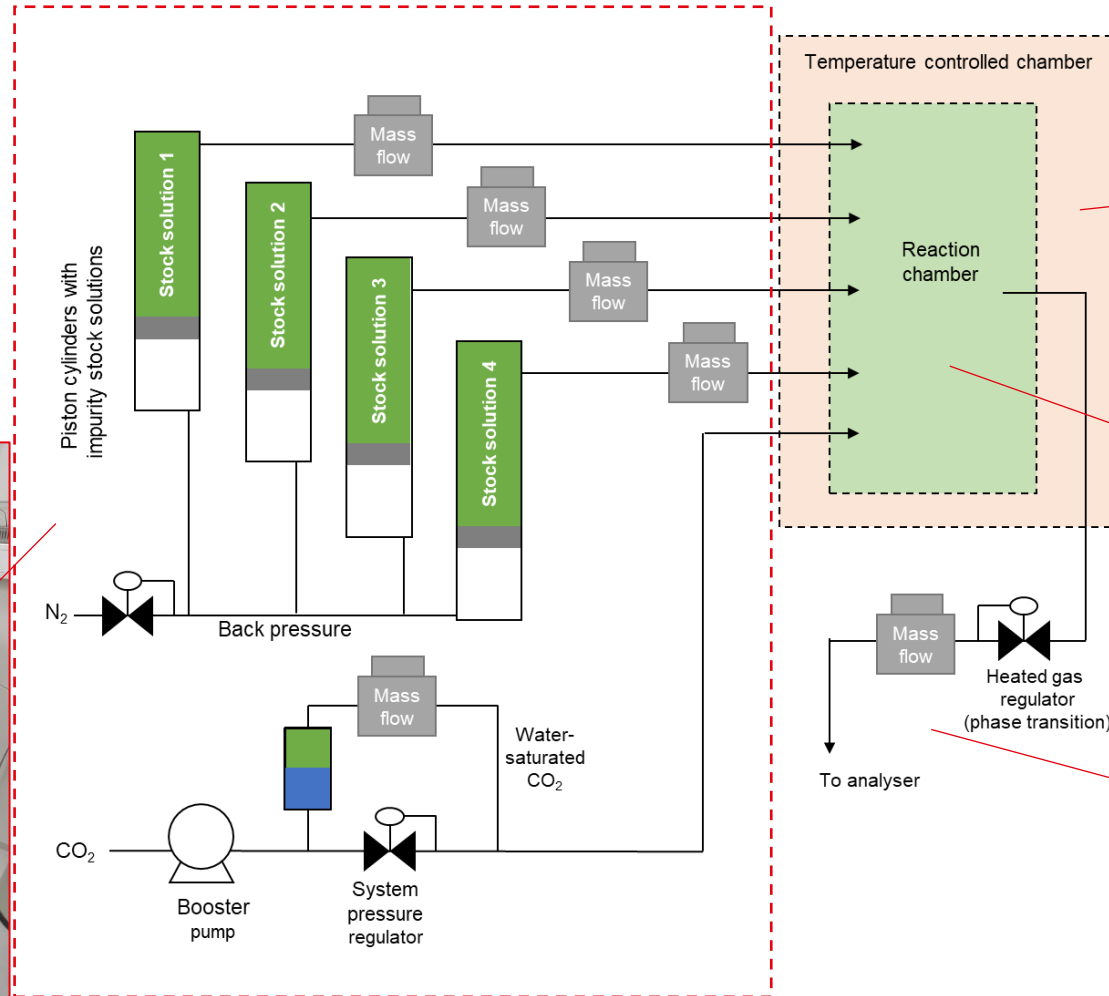 Temperature controlled chamber
Mass
flow
Stock solution 1
Mass
flow
Stock solution 2
Piston cylinders with
impurity stock solutions
Mass
flow
Stock solution 3
Reaction
chamber
Mass
flow
Stock solution 4
N₂
Back pressure
Mass
flow
Heated gas
regulator
(phase transition)
Mass
flow
Water-
saturated
CO₂
To analyser
CO₂
Booster
pump
System
pressure
regulator